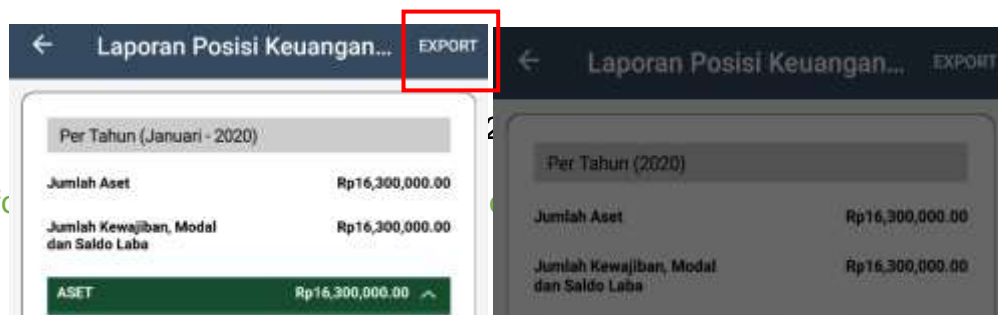 Laporan Posisi Keuangan... EXPORT
Per Tahun (Januari - 2020)
Jumlah Aset Rp16,300,000.00
Jumlah Kewajiban, Modal
dan Saldo Laba Rp16,300,000.00
ASET Rp16,300,000.00
Laporan Posisi Keuangan... EXPORT
Per Tahun (2020)
Jumlah Aset Rp16,300,000.00
Jumlah Kewajiban, Modal
dan Saldo Laba Rp16,300,000.00